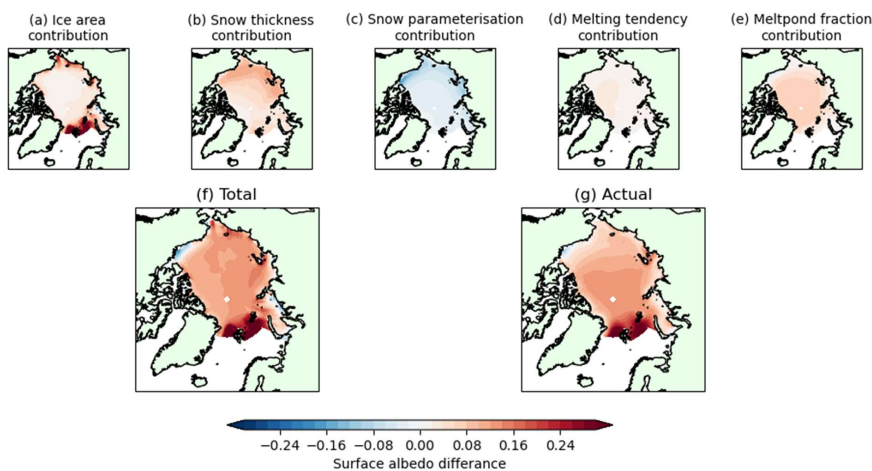 (a) Ice area
contribution
(b) Snow thickness
contribution
(c) Snow parameterisation
contribution
(d) Melting tendency
contribution
(e) Meltpond fraction
contribution
(f) Total
(g) Actual
−0.24 −0.16 −0.08 0.00 0.08 0.16 0.24
Surface albedo differance